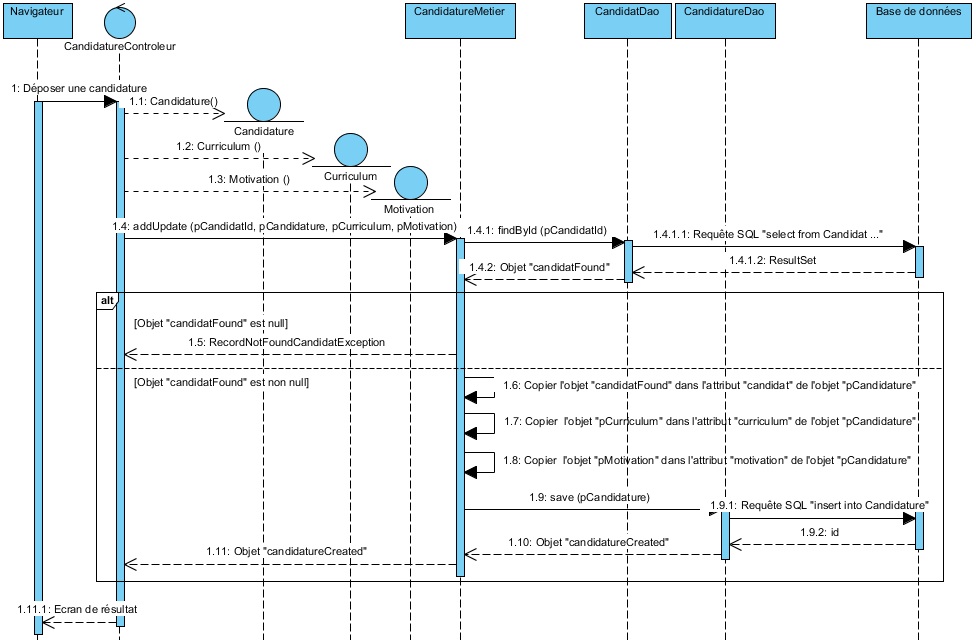 Navigateur
CandidatureControleur
CandidatureMetier
CandidatDao
CandidatureDao
Base de données
1: Déposer une candidature
1.1: Candidature()
Candidature
1.2: Curriculum ()
Curriculum
1.3: Motivation ()
Motivation
1.4: addUpdate (pCandidatId, pCandidature, pCurriculum, pMotivation)
1.4.1: findById (pCandidatId)
1.4.1.1: Requête SQL "select from Candidat ..."
1.4.1.2: ResultSet
1.4.2: Objet "candidatFound"
alt
[Objet "candidatFound" est null]
1.5: RecordNotFoundCandidatException
[Objet "candidatFound" est non null]
1.6: Copier l'objet "candidatFound" dans l'attribut "candidat" de l'objet "pCandidature"
1.7: Copier l'objet "pCurriculum" dans l'attribut "curriculum" de l'objet "pCandidature"
1.8: Copier l'objet "pMotivation" dans l'attribut "motivation" de l'objet "pCandidature"
1.9: save (pCandidature)
1.9.1: Requête SQL "insert into Candidature"
1.9.2: id
1.10: Objet "candidatureCreated"
1.11: Objet "candidatureCreated"
1.11.1: Ecran de résultat